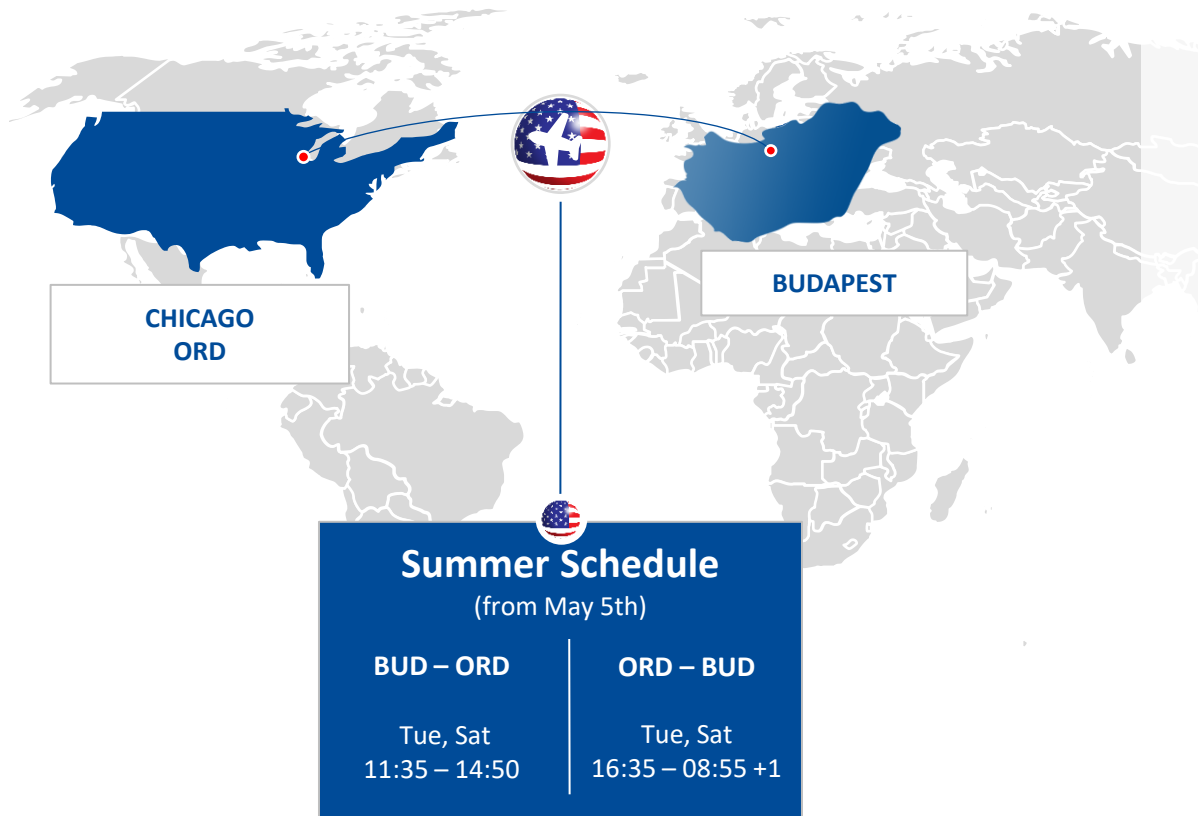 CHICAGO
ORD
BUDAPEST
Summer Schedule
(from May 5th)
BUD – ORD
Tue, Sat
11:35 – 14:50
ORD – BUD
Tue, Sat
16:35 – 08:55 +1